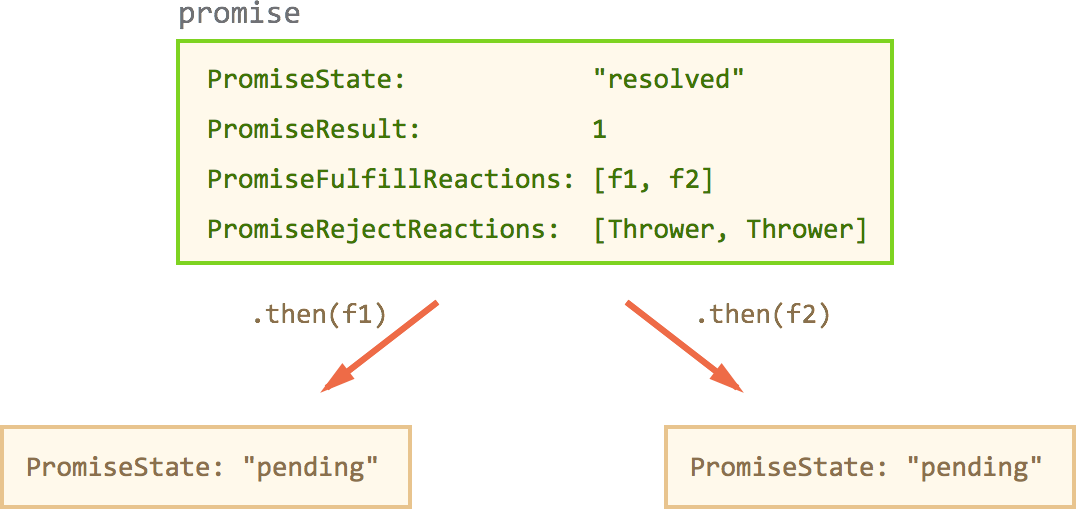 promise
PromiseState: "resolved"
PromiseResult: 1
PromiseFulfillReactions: [f1, f2]
PromiseRejectReactions: [Thrower, Thrower]
.then(f1) .then(f2)
PromiseState: "pending" PromiseState: "pending"